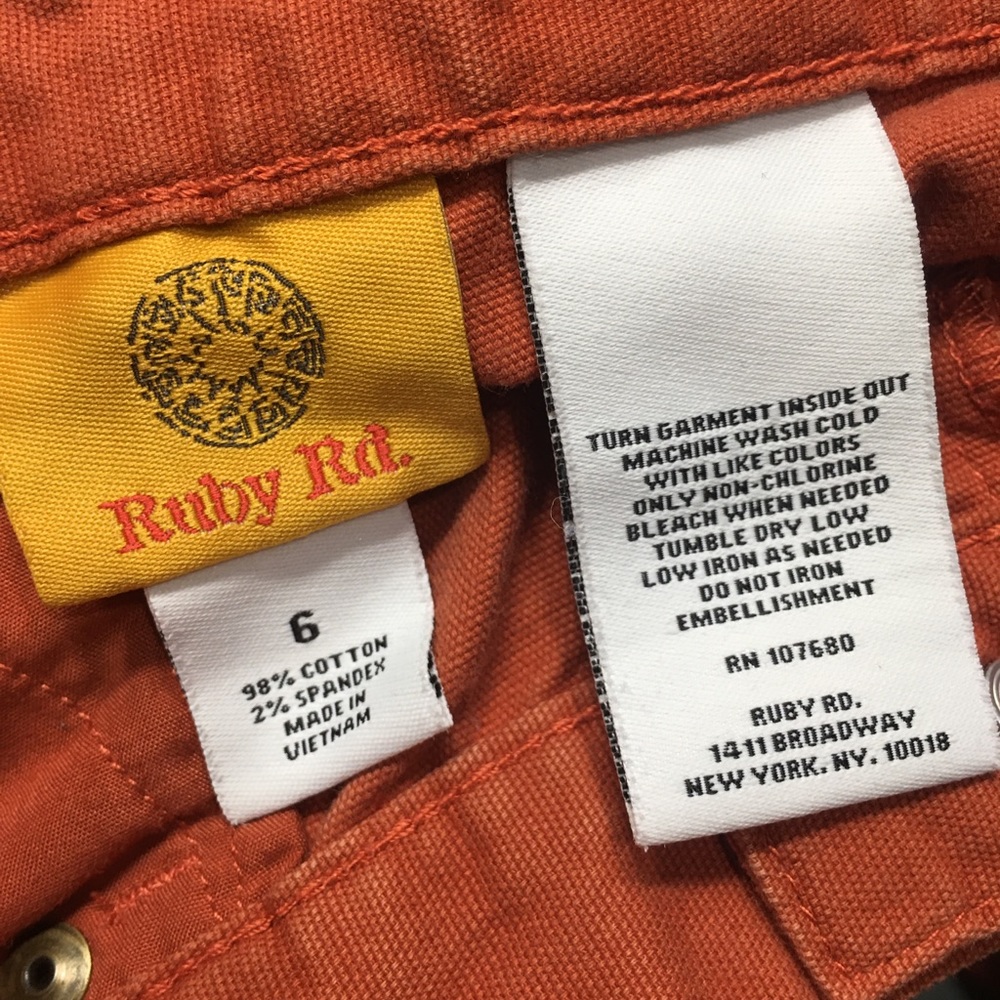 Ruby Rd.
6
98% COTTON
2% SPANDEX
MADE IN
VIETNAM
TURN GARMENT INSIDE OUT
MACHINE WASH COLD
WITH LIKE COLORS
ONLY NON-CHLORINE
BLEACH WHEN NEEDED
TUMBLE DRY LOW
LOW IRON AS NEEDED
DO NOT IRON
EMBELLISHMENT
RN 107680
RUBY RD.
1411 BROADWAY
NEW YORK. NY. 10018